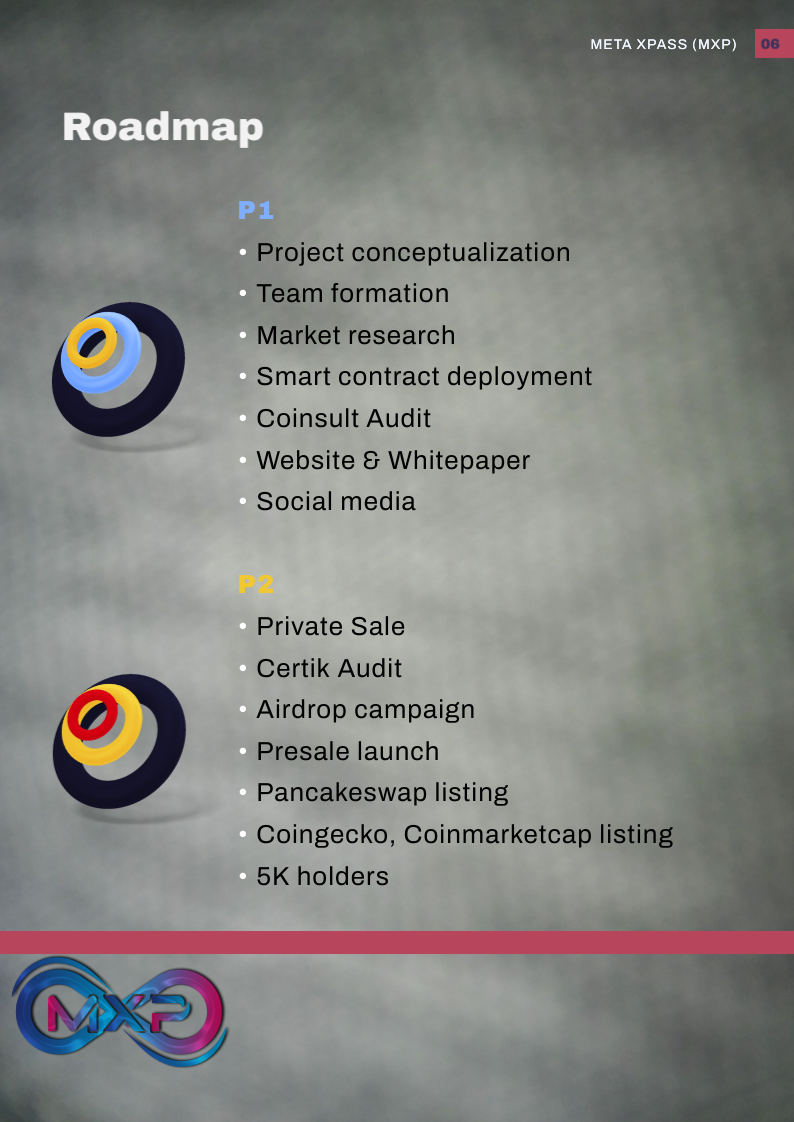 META XPASS (MXP) 06
Roadmap
P1
• Project conceptualization
• Team formation
• Market research
• Smart contract deployment
• Coinsult Audit
• Website & Whitepaper
• Social media
P2
• Private Sale
• Certik Audit
• Airdrop campaign
• Presale launch
• Pancakeswap listing
• Coingecko, Coinmarketcap listing
• 5K holders
MXP